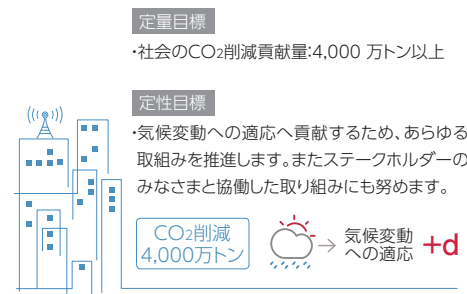 定量目標
・社会のCO2削減貢献量:4,000 万トン以上
定性目標
・気候変動への適応へ貢献するため、あらゆる
取組みを推進します。またステークホルダーの
みなさまと協働した取り組みにも努めます。
CO2削減
4,000万トン
→ 気候変動
への適応 +d